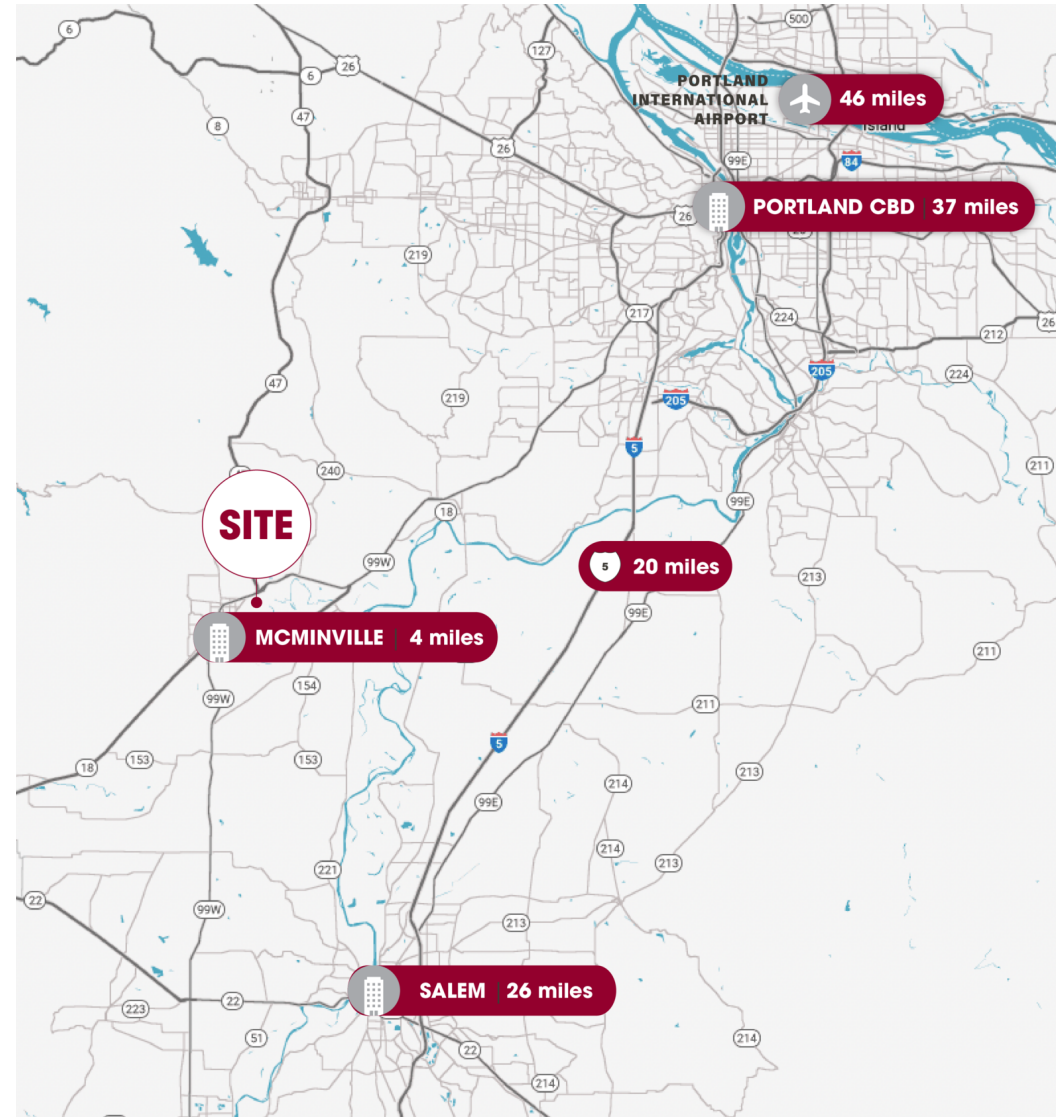 6
26
127
500
6
47
8
26
PORTLAND
INTERNATIONAL
AIRPORT
46 miles
Island
99E
84
26
PORTLAND CBD | 37 miles
219
217
224
212
26
205
224
47
219
205
5
211
240
SITE
18
99E
99W
5 20 miles
213
99E
MCMINVILLE | 4 miles
211
99W
154
211
5
18
153
153
213
214
99E
214
213
221
22
99W
213
SALEM | 26 miles
22
223
51
22
214
214